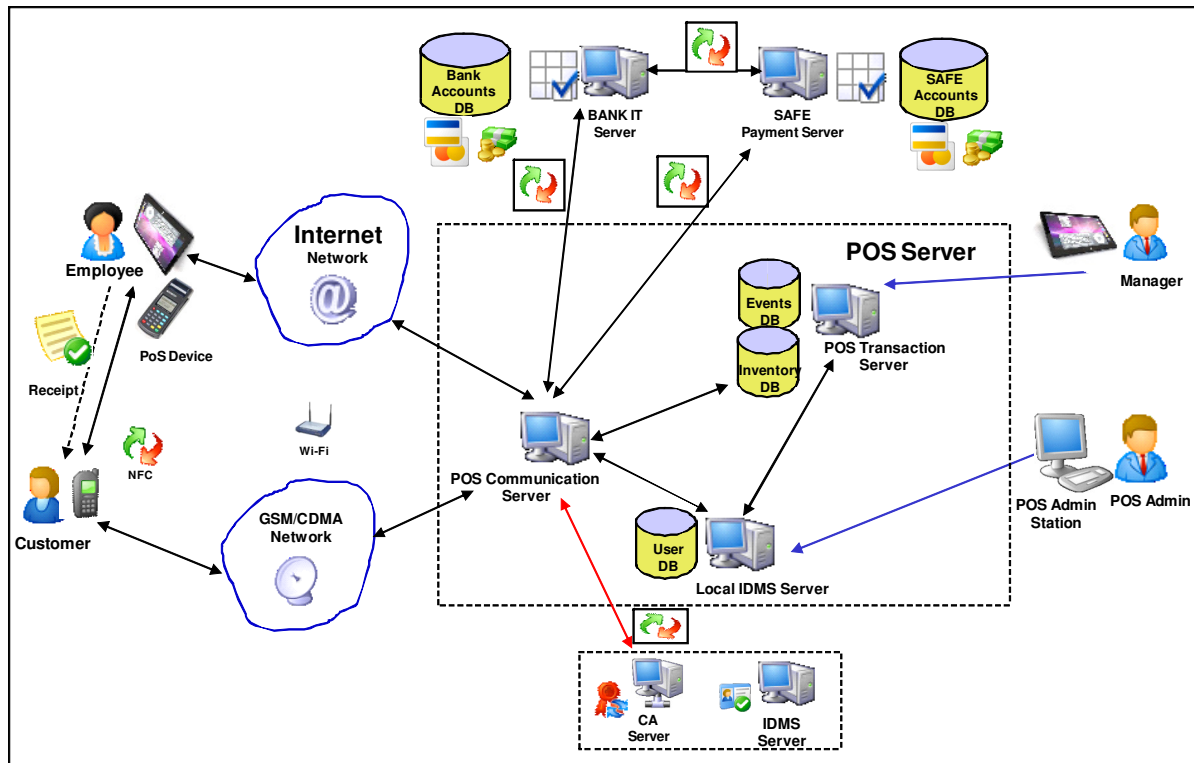 Bank
Accounts
DB
BANK IT
Server
SAFE
Payment Server
SAFE
Accounts
DB
Employee
PoS Device
Receipt
NFC
Customer
Internet
Network
@
Wi-Fi
GSM/CDMA
Network
POS Server
Events
DB
Inventory
DB
POS Transaction
Server
POS Communication
Server
User
DB
Local IDMS Server
Manager
POS Admin
Station
POS Admin
CA
Server
IDMS
Server